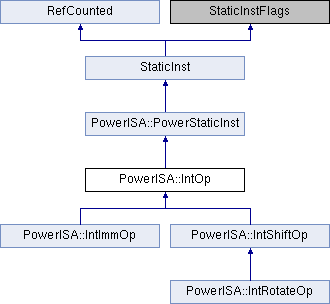 RefCounted
StaticInstFlags
StaticInst
PowerISA::PowerStaticInst
PowerISA::IntOp
PowerISA::IntImmOp
PowerISA::IntShiftOp
PowerISA::IntRotateOp